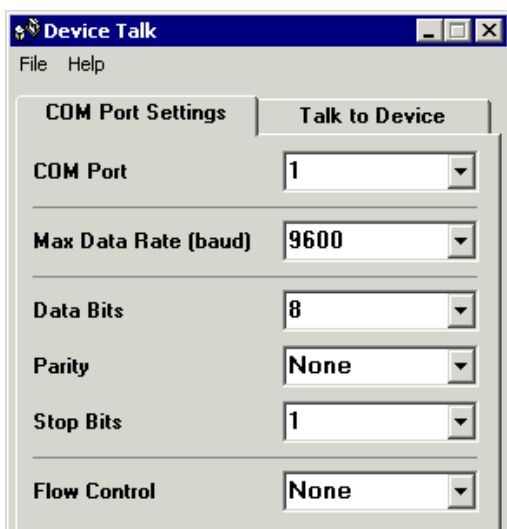 Device Talk
File Help
COM Port Settings Talk to Device
COM Port 1
Max Data Rate (baud) 9600
Data Bits 8
Parity None
Stop Bits 1
Flow Control None